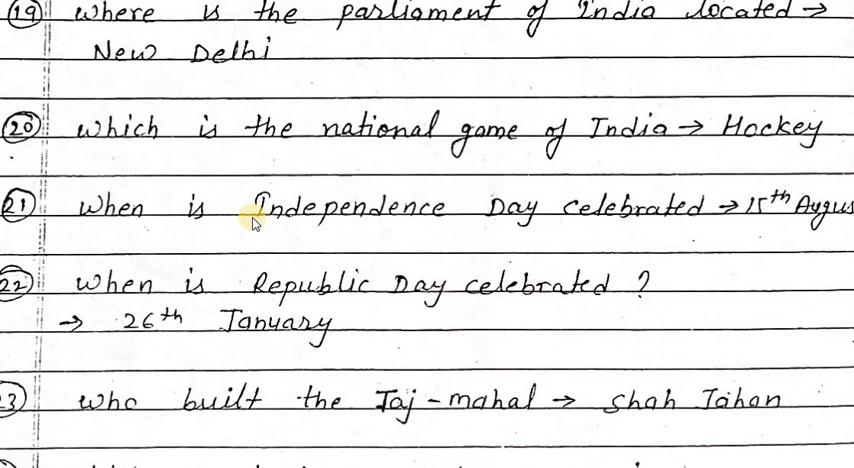 (19) where is the parliament of India located →
New Delhi
(20) which is the national game of India → Hockey
21) when is Independence Day celebrated → 15th Augus
22) when is Republic Day celebrated ?
→ 26th January
23) who built the Taj-mahal → Shah Jahan